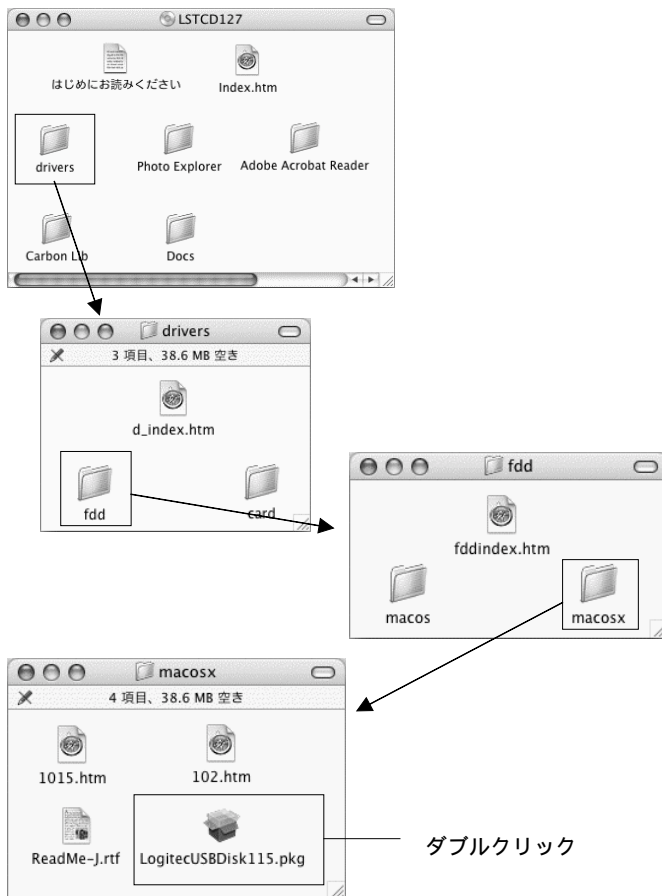 LSTCD127
はじめにお読みください
Index.htm
drivers
Photo Explorer
Adobe Acrobat Reader
Carbon Lib
Docs
drivers
3 項目、38.6 MB 空き
d_index.htm
fdd
card
fdd
fddindex.htm
macos
macosx
macosx
4 項目、38.6 MB 空き
1015.htm
102.htm
ReadMe-J.rtf
LogitecUSBDisk115.pkg
ダブルクリック